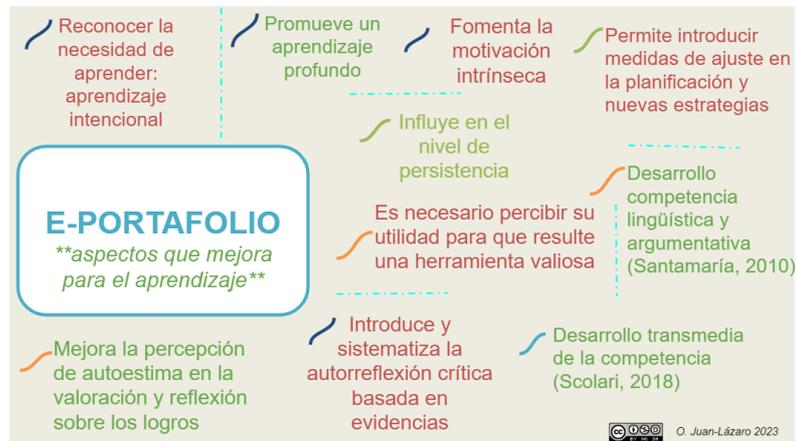 Reconocer la
necesidad de
aprender:
aprendizaje
intencional
Promueve un
aprendizaje
profundo
Fomenta la
motivación
intrínseca
Permite introducir
medidas de ajuste en
la planificación y
nuevas estrategias
Influye en el
nivel de
persistencia
E-PORTAFOLIO
**aspectos que mejora
para el aprendizaje**
Es necesario percibir su
utilidad para que resulte
una herramienta valiosa
Desarrollo
competencia
lingüística y
argumentativa
(Santamaría, 2010)
Mejora la percepción
de autoestima en la
valoración y reflexión
sobre los logros
Introduce y
sistematiza la
autorreflexión crítica
basada en
evidencias
Desarrollo transmedia
de la competencia
(Scolari, 2018)
cc BY NC ND
O. Juan-Lázaro 2023